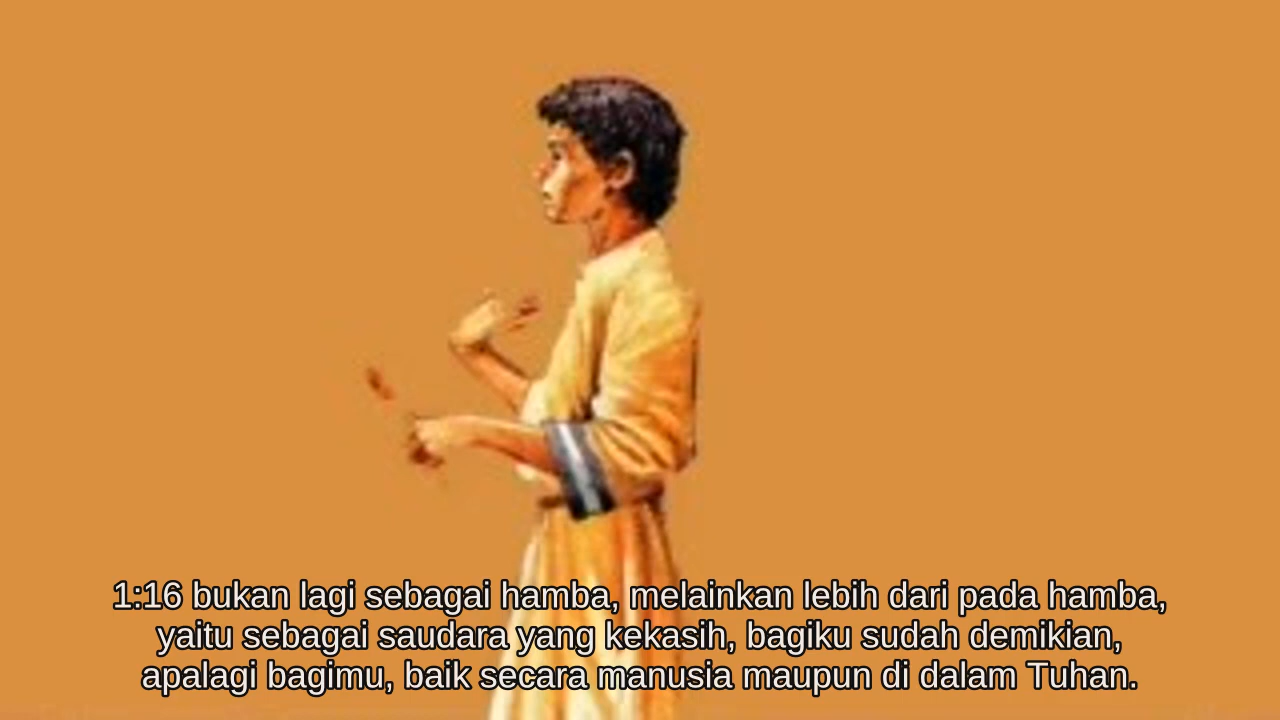 1:16 bukan lagi sebagai hamba, melainkan lebih dari pada hamba,
yaitu sebagai saudara yang kekasih, bagiku sudah demikian,
apalagi bagimu, baik secara manusia maupun di dalam Tuhan.